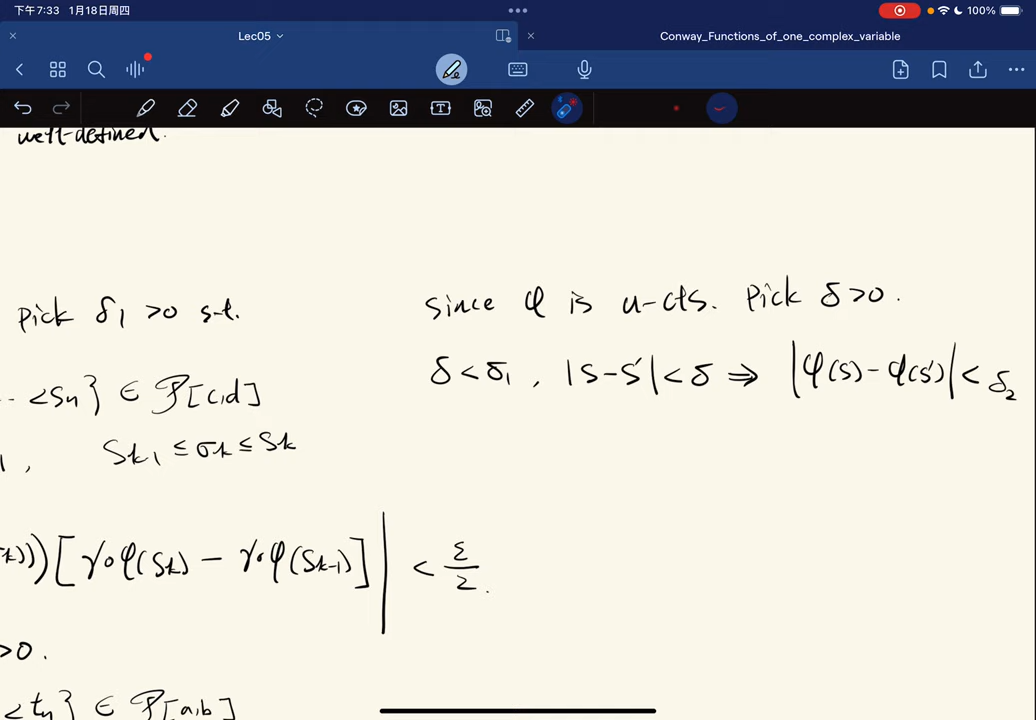 下午7:33 1月18日周四
100%
Lec05
Conway_Functions_of_one_complex_variable
well-defined.
pick δ₁ >0 s.t.
since φ is u-cts. pick δ>0.
δ<δ₁, |s-s'|<δ ⇒ |φ(s)-φ(s')|<δ₂
<sₙ} ∈ 𝒫[c,d]
sₖ₋₁ ≤ σₖ ≤ sₖ
))[γ∘φ(sₖ) - γ∘φ(sₖ₋₁)]| < ε/2.
>0.
<tₙ} ∈ 𝒫[a,b]